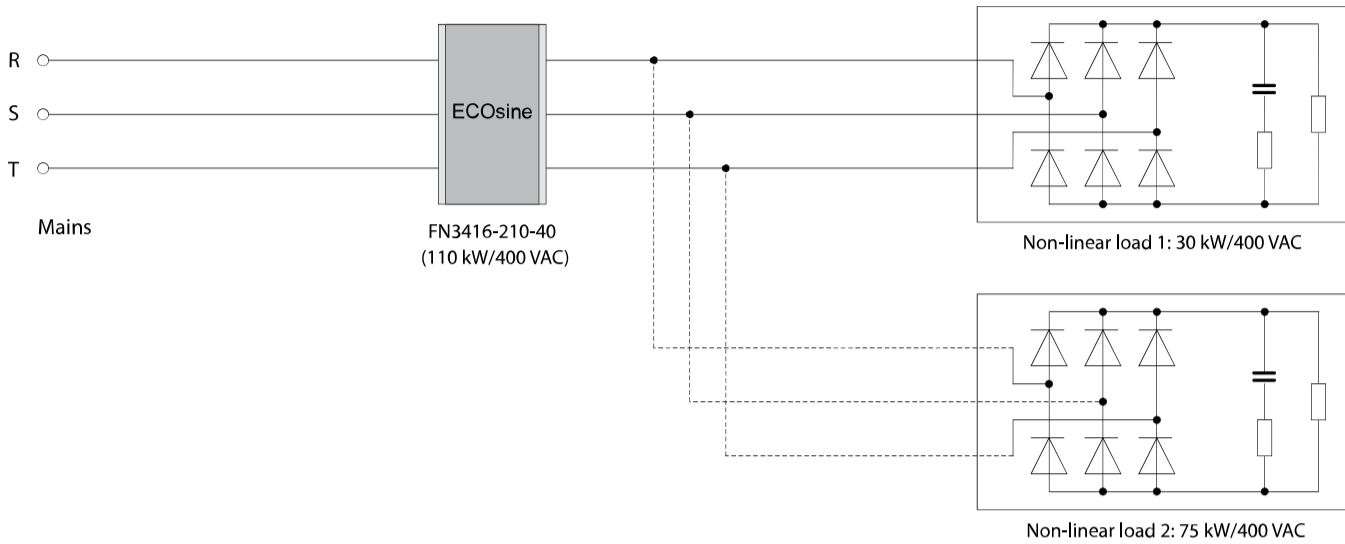 R
S
T
Mains
ECOsine
FN3416-210-40
(110 kW/400 VAC)
Non-linear load 1: 30 kW/400 VAC
Non-linear load 2: 75 kW/400 VAC